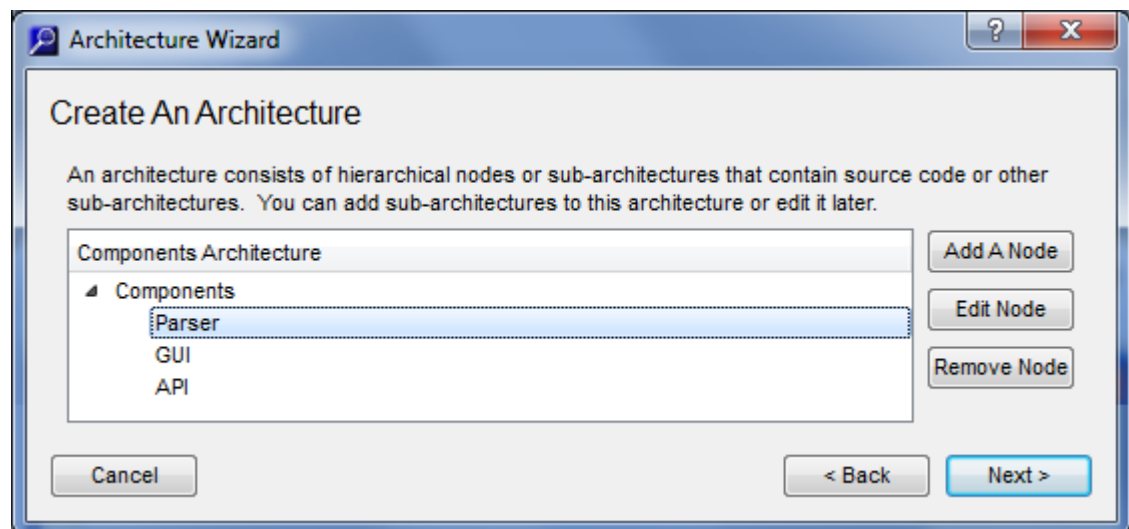 Architecture Wizard
?
X
Create An Architecture
An architecture consists of hierarchical nodes or sub-architectures that contain source code or other
sub-architectures.  You can add sub-architectures to this architecture or edit it later.
Components Architecture
Add A Node
Components
Parser
Edit Node
GUI
API
Remove Node
Cancel
< Back
Next >